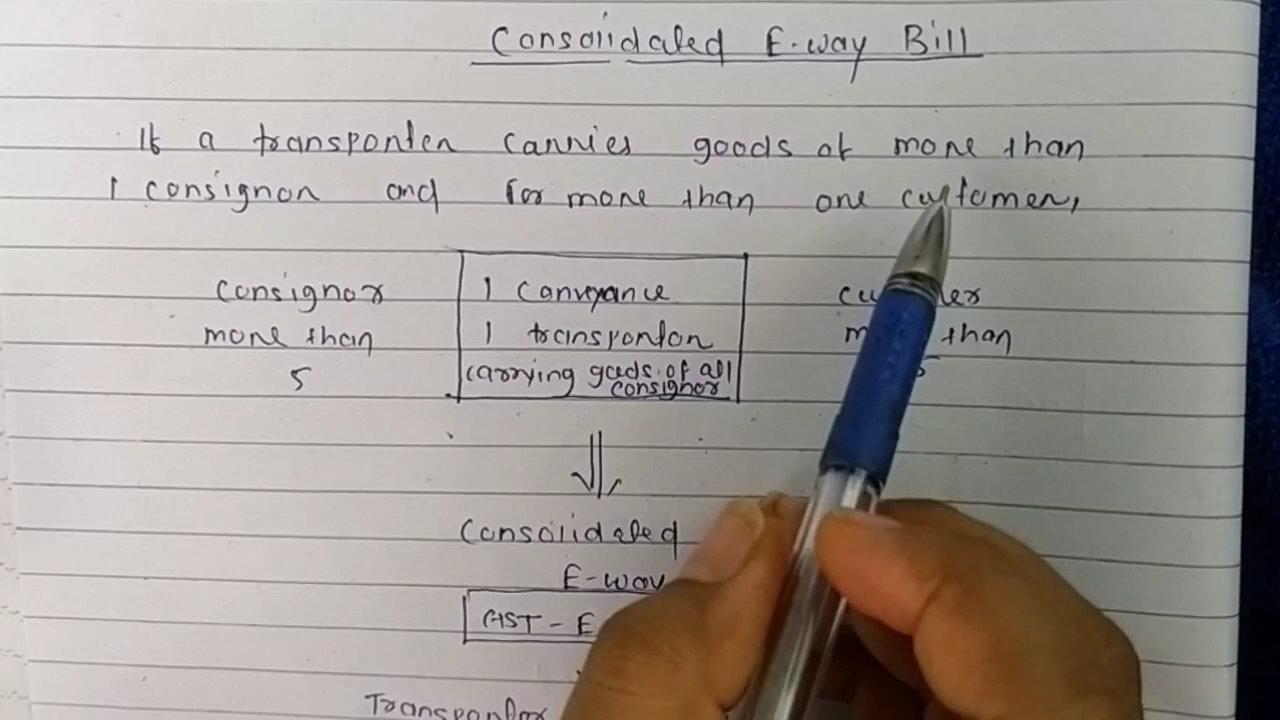 Consolidated E-way Bill
If a transporter carries goods of more than
1 consignor and for more than one customer,
consignor 1 Conveyance
more than 1 transporter than
5 carrying goods of all
consignor
Consolidated
E-way
GST - E
Transporter